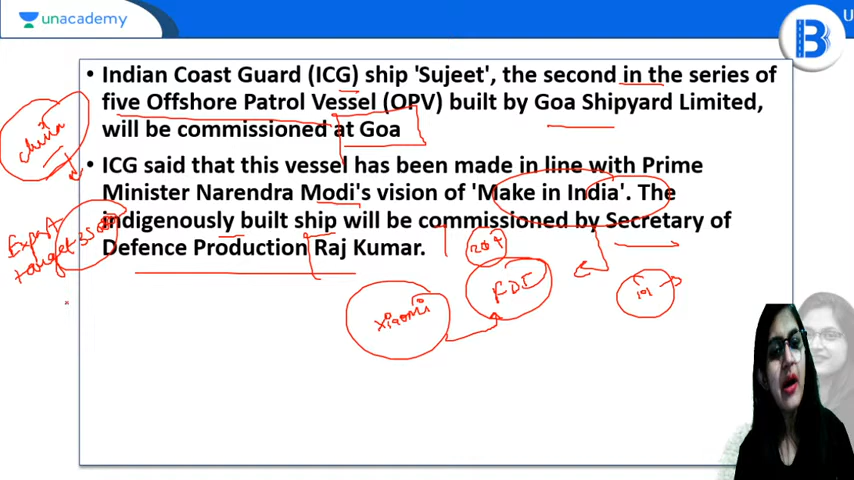 unacademy
U
B
• Indian Coast Guard (ICG) ship 'Sujeet', the second in the series of
five Offshore Patrol Vessel (OPV) built by Goa Shipyard Limited,
will be commissioned at Goa
• ICG said that this vessel has been made in line with Prime
Minister Narendra Modi's vision of 'Make in India'. The
indigenously built ship will be commissioned by Secretary of
Defence Production Raj Kumar.
china
Export
target
FDI
Xiaomi
101